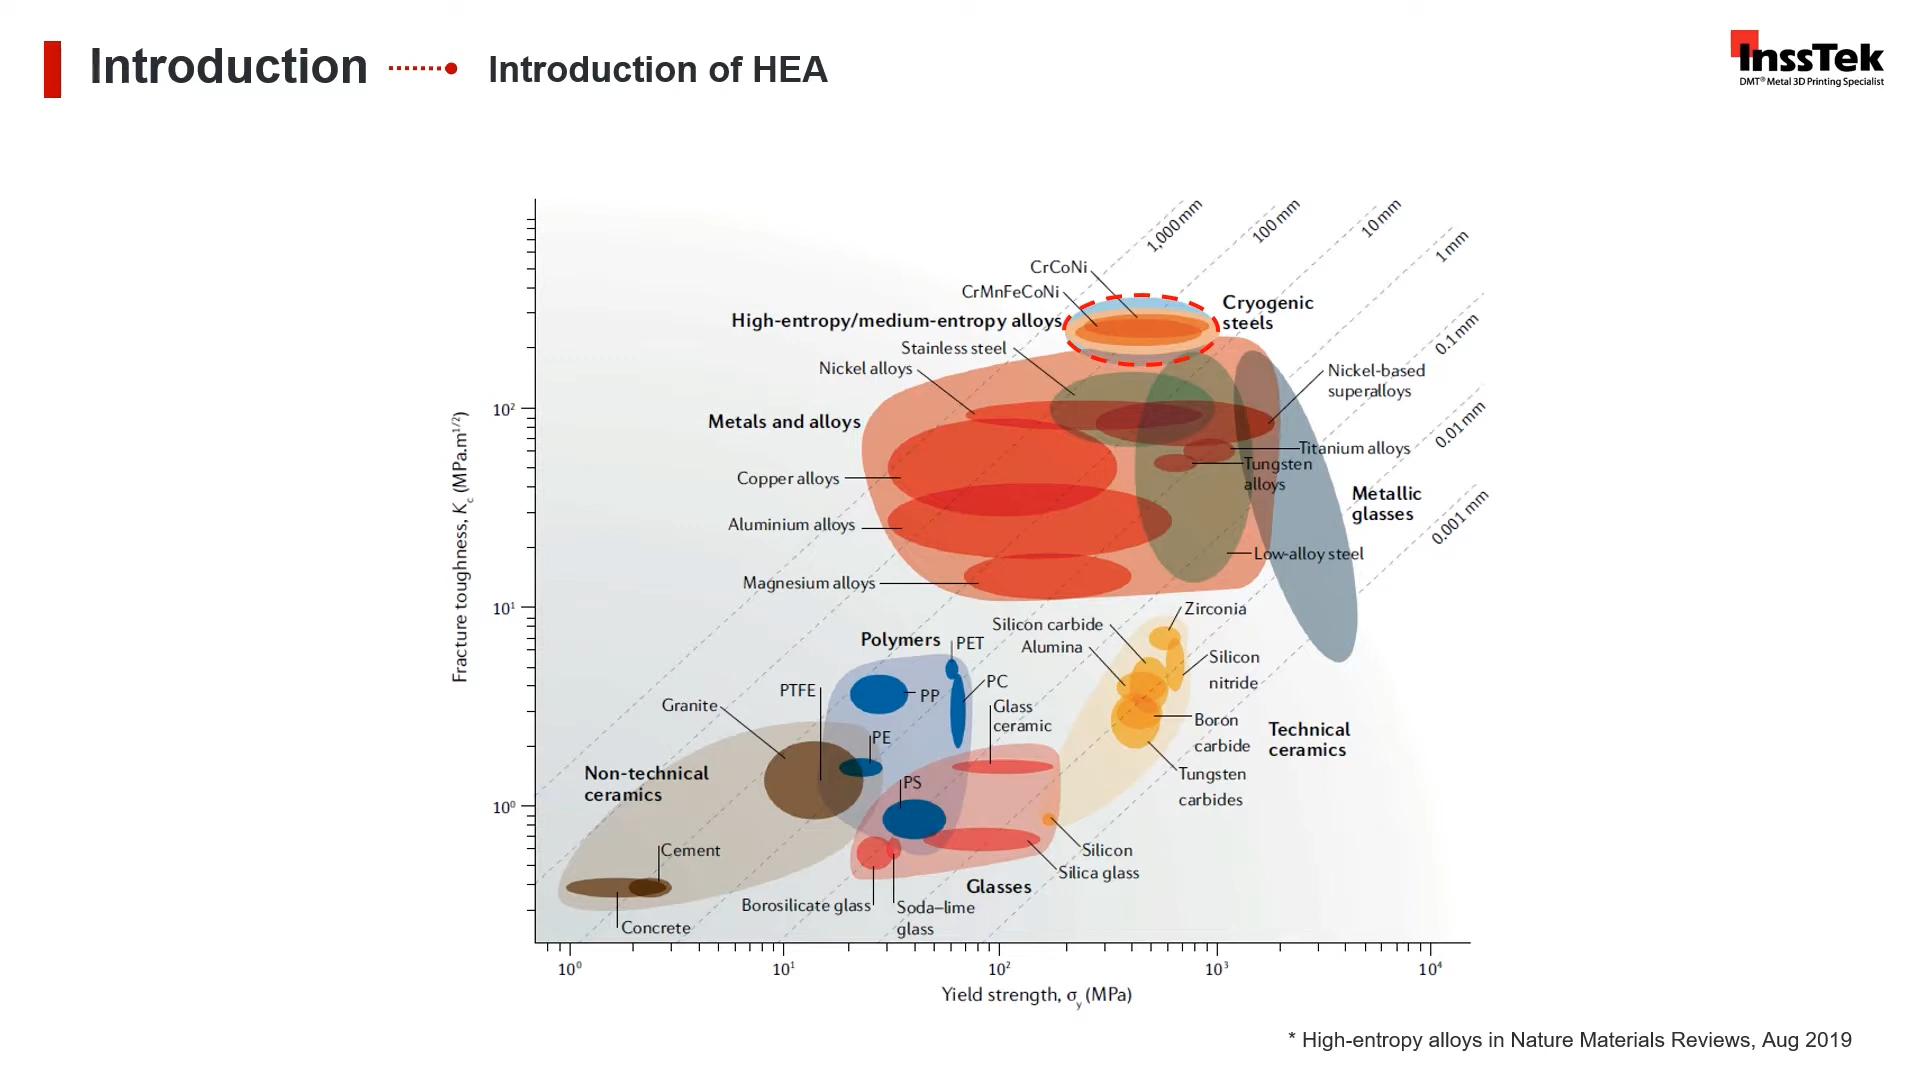 Introduction
Introduction of HEA
InssTek
DMT® Metal 3D Printing Specialist
1,000 mm
100 mm
10 mm
1 mm
0.1 mm
0.01 mm
0.001 mm
CrCoNi
CrMnFeCoNi
High-entropy/medium-entropy alloys
Cryogenic
steels
Stainless steel
Nickel alloys
Nickel-based
superalloys
Metals and alloys
Titanium alloys
Tungsten
alloys
Copper alloys
Metallic
glasses
Aluminium alloys
Low-alloy steel
Magnesium alloys
Zirconia
Silicon carbide
Alumina
Polymers
PET
Silicon
nitride
PTFE
PP
PC
Granite
Glass
ceramic
Boron
carbide
Technical
ceramics
PE
Non-technical
ceramics
PS
Tungsten
carbides
Cement
Silicon
Silica glass
Glasses
Borosilicate glass
Soda–lime
glass
Concrete
10²
10¹
10⁰
Fracture toughness, K_c (MPa.m^1/2)
10⁰ 10¹ 10² 10³ 10⁴
Yield strength, σ_y (MPa)
* High-entropy alloys in Nature Materials Reviews, Aug 2019